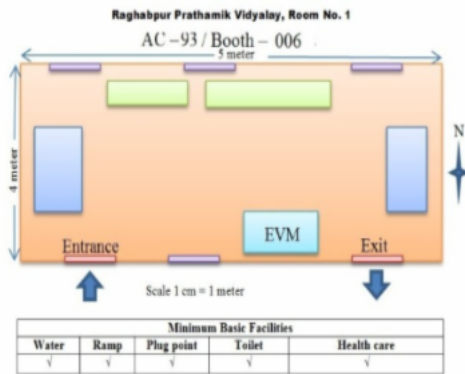 Raghabpur Prathamik Vidyalay, Room No. 1
AC –93 / Booth – 006
5 meter
4 meter
N
EVM
Entrance
Exit
Scale 1 cm = 1 meter
Minimum Basic Facilities
Water Ramp Plug point Toilet Health care
√ √ √ √ √